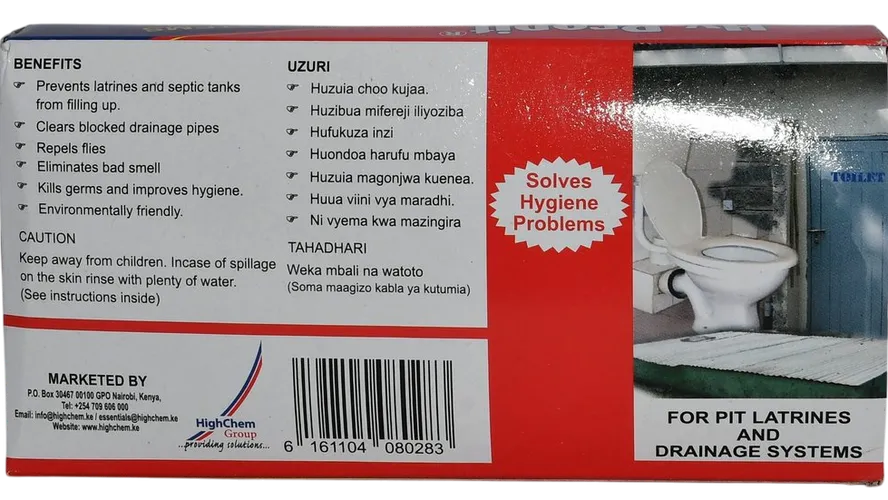 BENEFITS
Prevents latrines and septic tanks
from filling up.
Clears blocked drainage pipes
Repels flies
Eliminates bad smell
Kills germs and improves hygiene.
Environmentally friendly.
CAUTION
Keep away from children. Incase of spillage
on the skin rinse with plenty of water.
(See instructions inside)
UZURI
Huzuia choo kujaa.
Huzibua mifereji iliyoziba
Hufukuza inzi
Huondoa harufu mbaya
Huzuia magonjwa kuenea.
Huua viini vya maradhi.
Ni vyema kwa mazingira
TAHADHARI
Weka mbali na watoto
(Soma maagizo kabla ya kutumia)
Solves
Hygiene
Problems
TOILET
MARKETED BY
P.O. Box 30467 00100 GPO Nairobi, Kenya,
Tel: +254 709 606 000
Email: info@highchem.ke / essentials@highchem.ke
Website: www.highchem.ke
HighChem
Group
...providing solutions...
6 161104 080283
FOR PIT LATRINES
AND
DRAINAGE SYSTEMS